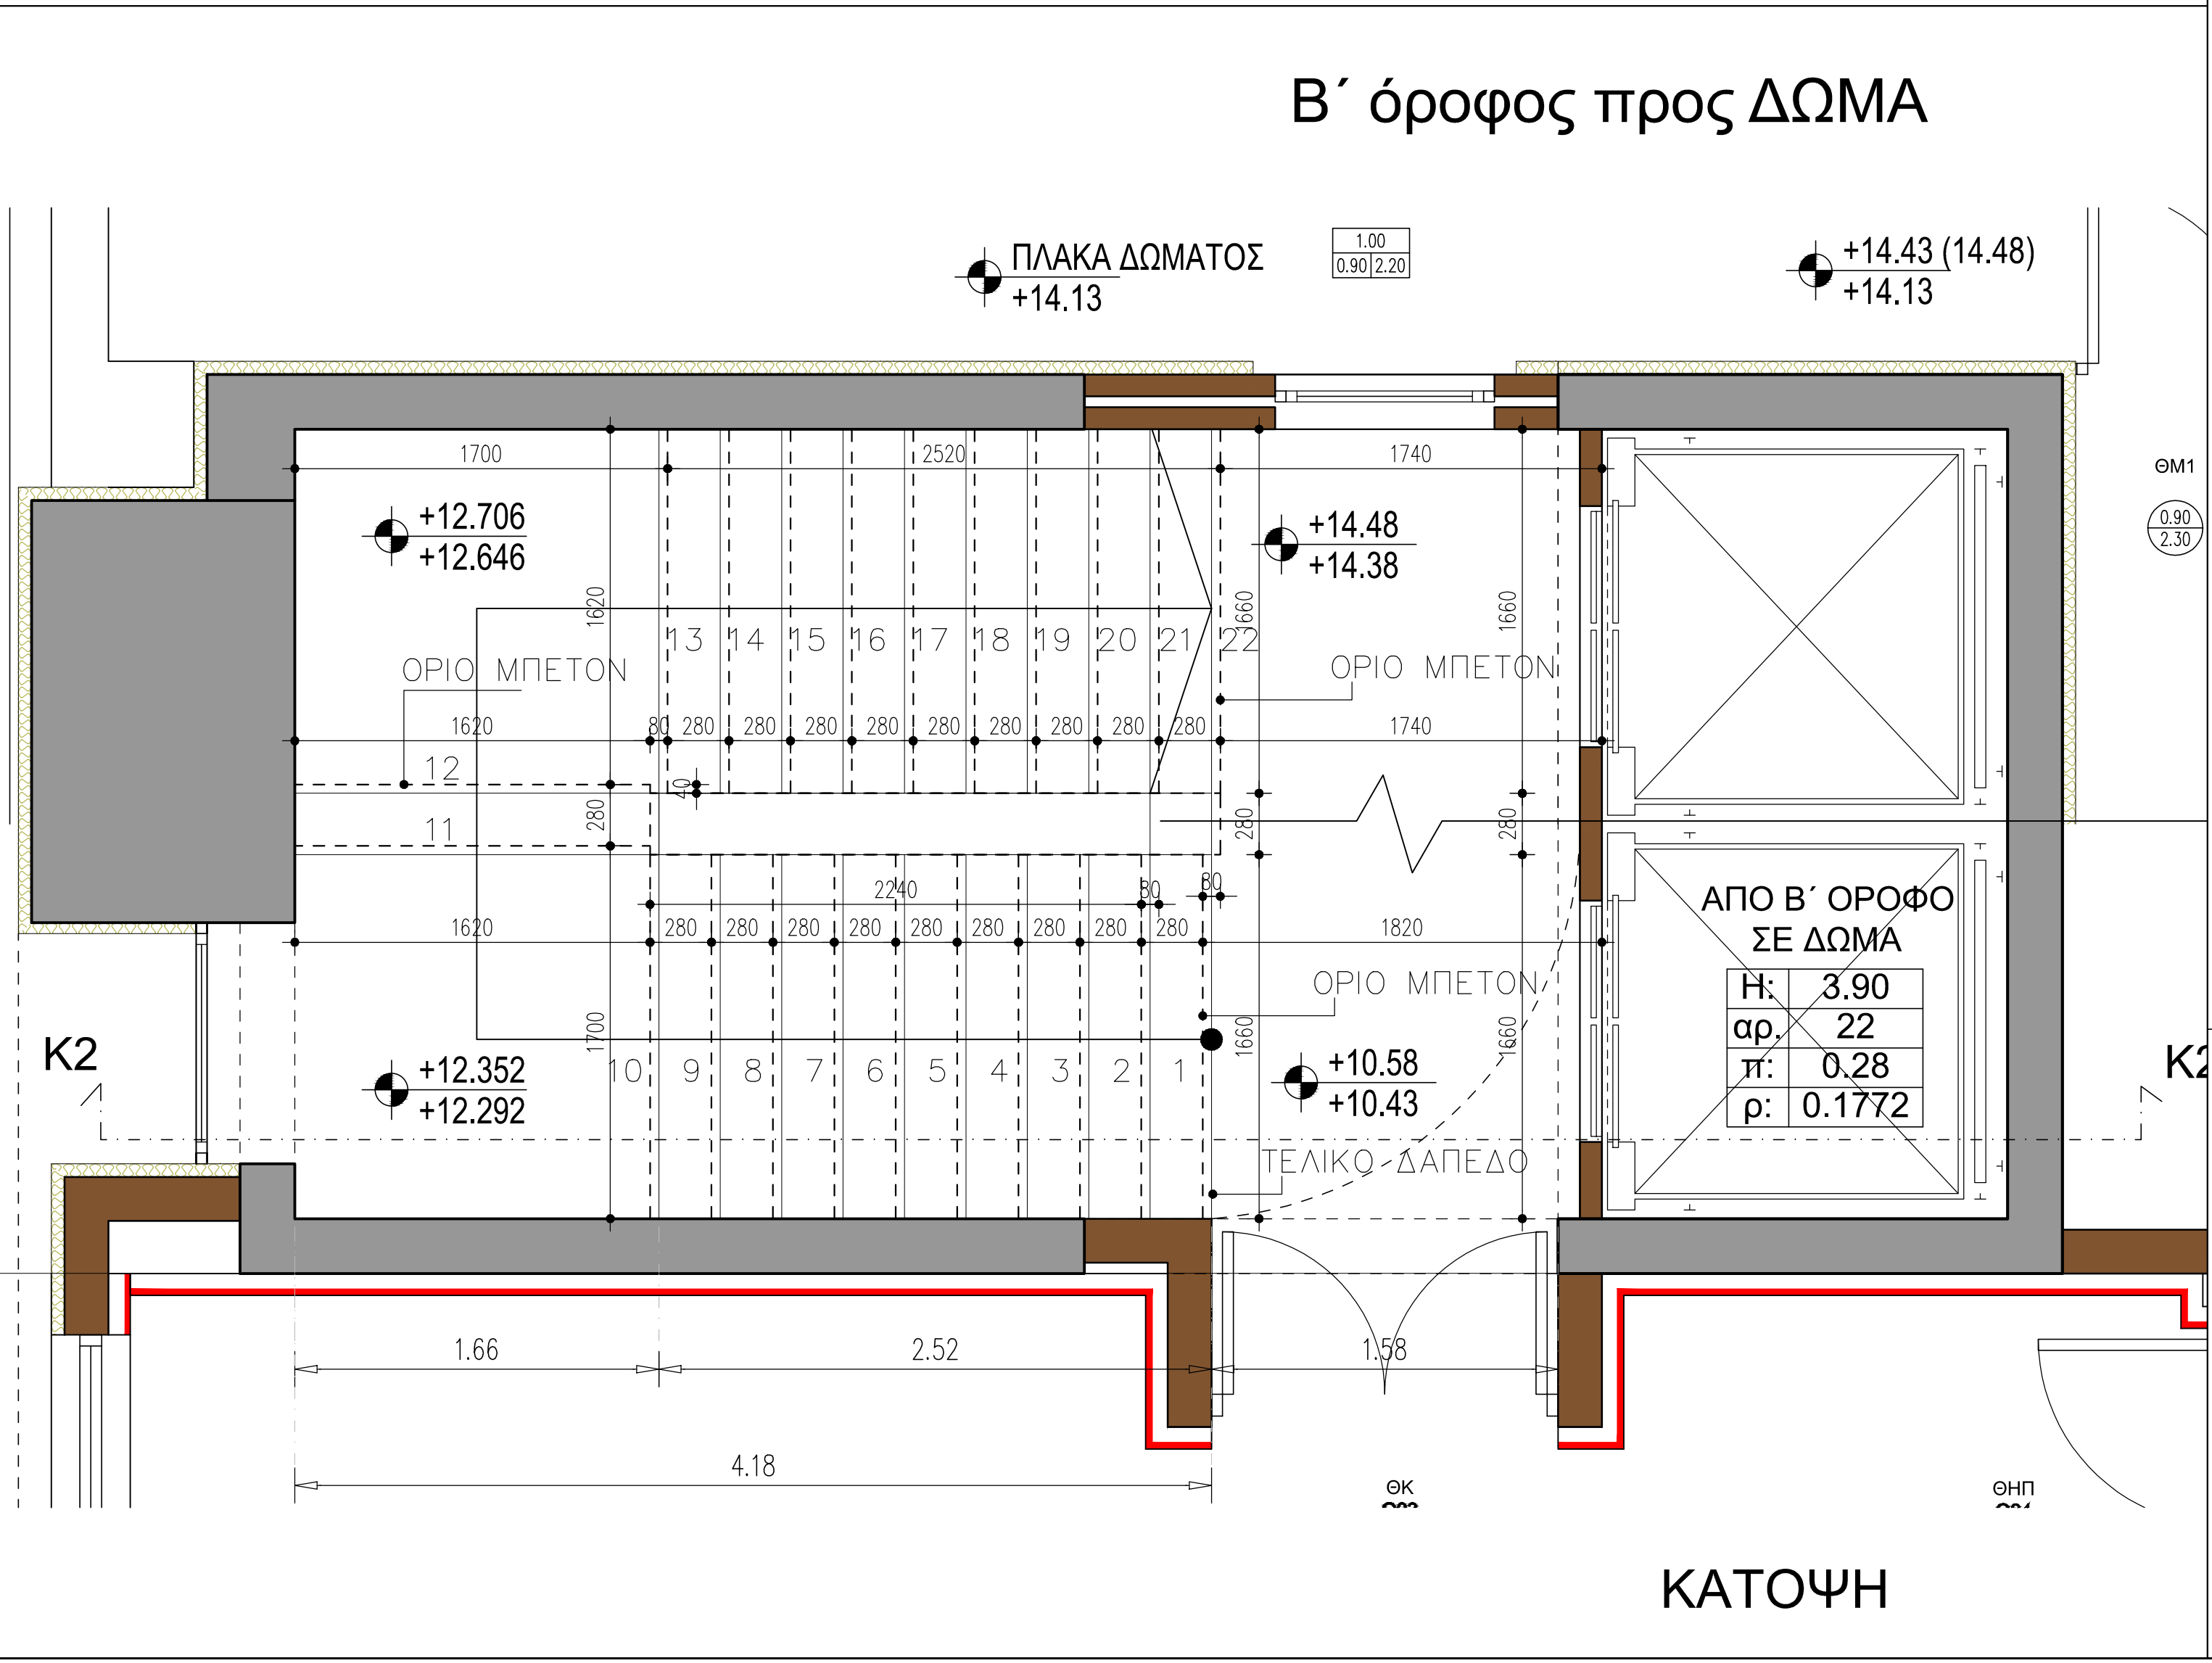 Β΄ όροφος προς ΔΩΜΑ
ΠΛΑΚΑ ΔΩΜΑΤΟΣ
+14.13
1.00
0.90 2.20
+14.43 (14.48)
+14.13
ΘΜ1
0.90
2.30
1700 2520 1740
+12.706
+12.646
+14.48
+14.38
1620 1660 1660
13 14 15 16 17 18 19 20 21 22
ΟΡΙΟ ΜΠΕΤΟΝ
ΟΡΙΟ ΜΠΕΤΟΝ
1620 80 280 280 280 280 280 280 280 280 280 1740
12
40
11
280 280 280
2240 80 80
1620 280 280 280 280 280 280 280 280 280 1820
ΑΠΟ Β΄ ΟΡΟΦΟ
ΣΕ ΔΩΜΑ
Η: 3.90
αρ. 22
π: 0.28
ρ: 0.1772
ΟΡΙΟ ΜΠΕΤΟΝ
1700 1660 1660
Κ2
+12.352
+12.292
10 9 8 7 6 5 4 3 2 1
+10.58
+10.43
ΤΕΛΙΚΟ ΔΑΠΕΔΟ
1.66 2.52 1.58
4.18
ΘΚ
ΘΗΠ
ΚΑΤΟΨΗ